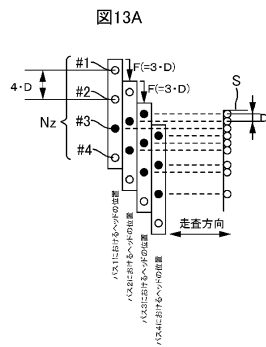 図13A
#1
F(=3・D)
S
4・D
#2
F(=3・D)
D
Nz
#3
#4
走査方向
パス1におけるヘッドの位置
パス2におけるヘッドの位置
パス3におけるヘッドの位置
パス4におけるヘッドの位置